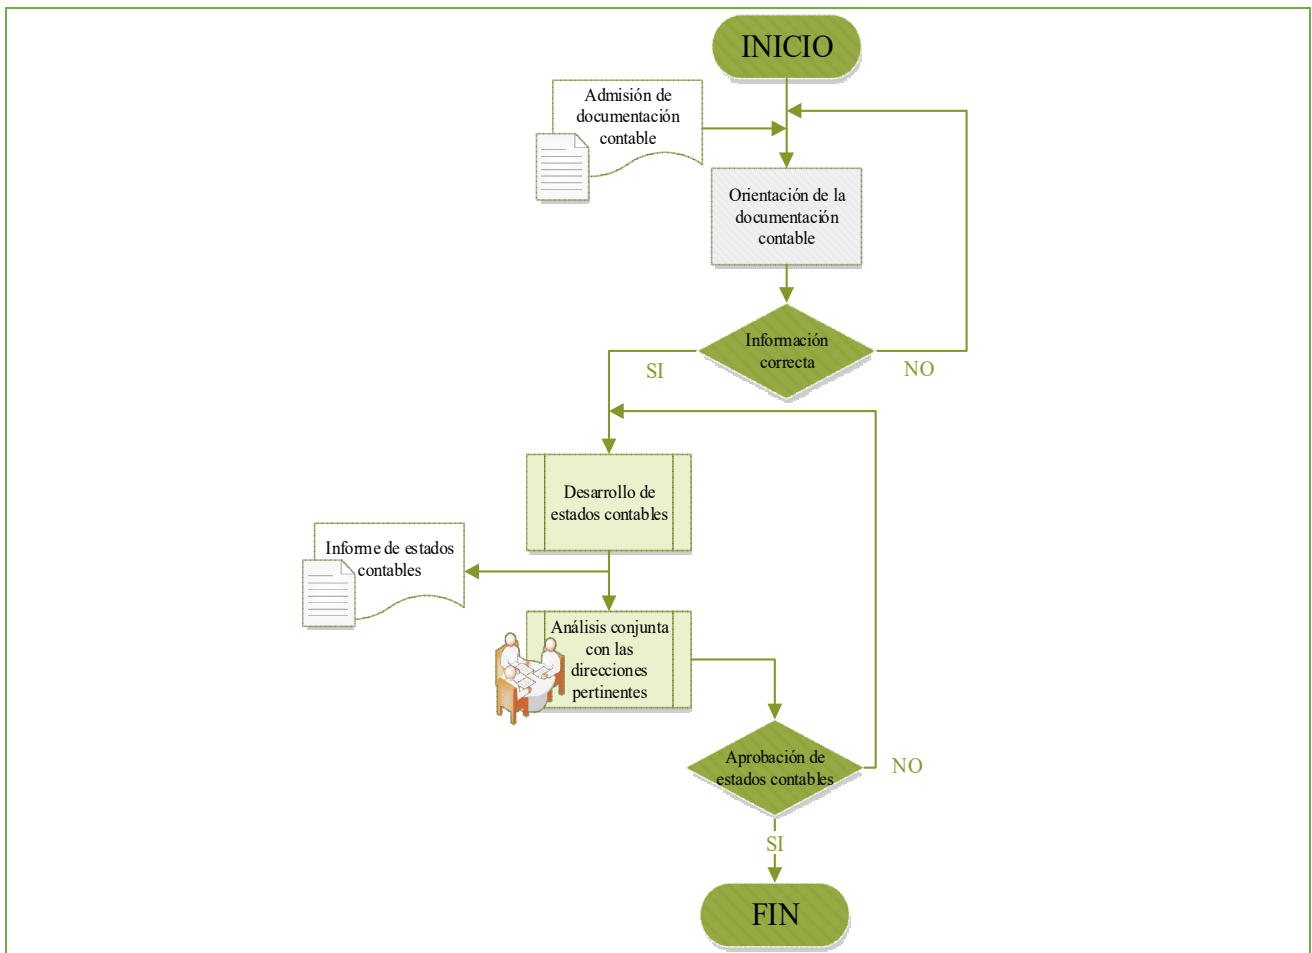 INICIO
Admisión de
documentación
contable
Orientación de la
documentación
contable
Información
correcta
SI
NO
Desarrollo de
estados contables
Informe de estados
contables
Análisis conjunta
con las
direcciones
pertinentes
Aprobación de
estados contables
NO
SI
FIN